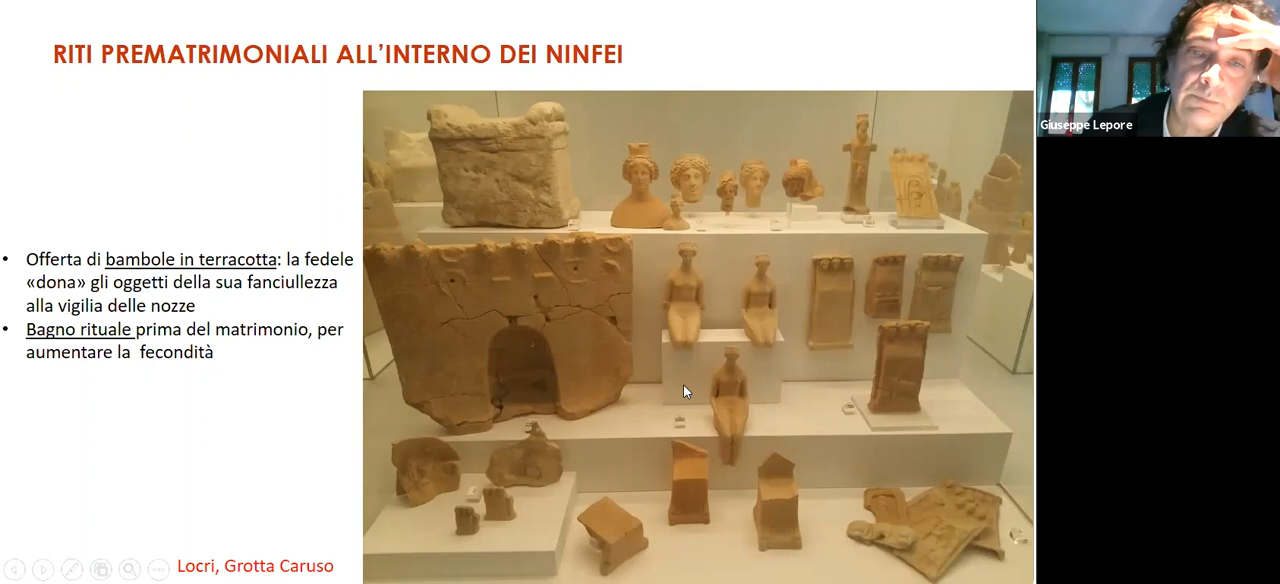 RITI PREMATRIMONIALI ALL’INTERNO DEI NINFEI
Giuseppe Lepore
• Offerta di bambole in terracotta: la fedele
«dona» gli oggetti della sua fanciullezza
alla vigilia delle nozze
• Bagno rituale prima del matrimonio, per
aumentare la fecondità
Locri, Grotta Caruso